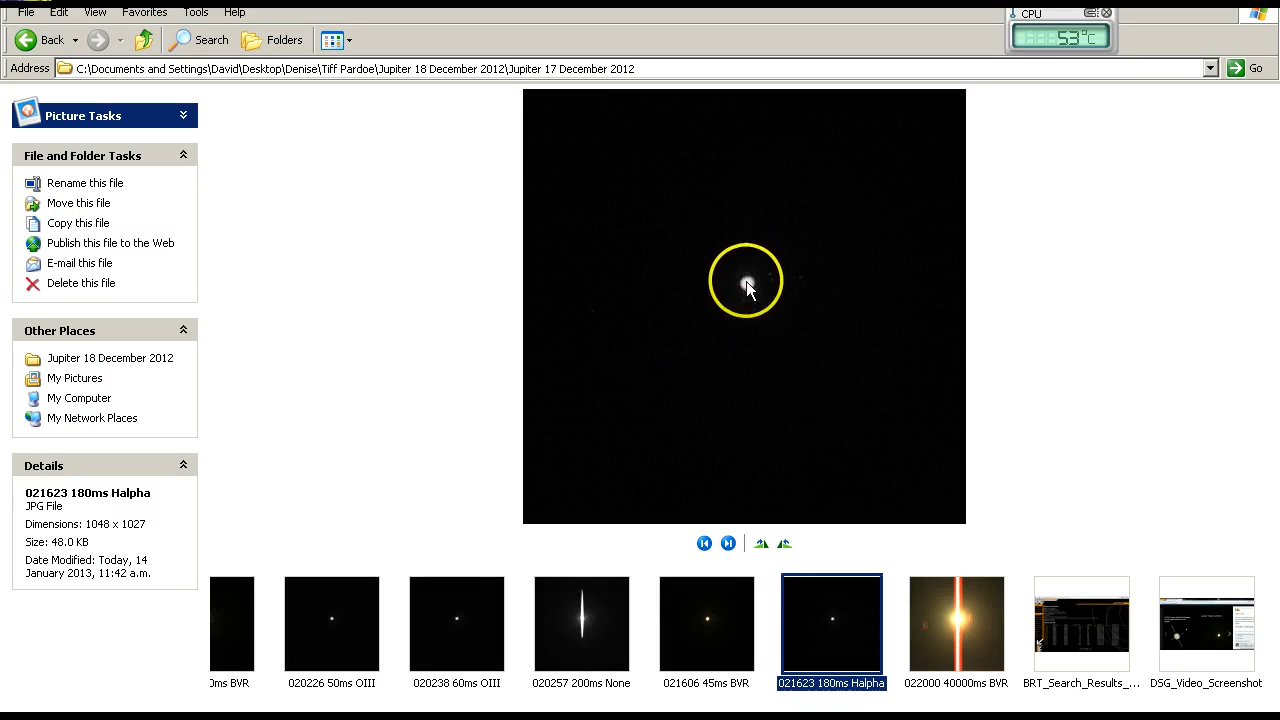 File Edit View Favorites Tools Help
CPU
53°C
Back Search Folders
Address C:\Documents and Settings\David\Desktop\Denise\Tiff Pardoe\Jupiter 18 December 2012\Jupiter 17 December 2012 Go
Picture Tasks
File and Folder Tasks
Rename this file
Move this file
Copy this file
Publish this file to the Web
E-mail this file
Delete this file
Other Places
Jupiter 18 December 2012
My Pictures
My Computer
My Network Places
Details
021623 180ms Halpha
JPG File
Dimensions: 1048 x 1027
Size: 48.0 KB
Date Modified: Today, 14
January 2013, 11:42 a.m.
0ms BVR 020226 50ms OIII 020238 60ms OIII 020257 200ms None 021606 45ms BVR 021623 180ms Halpha 022000 40000ms BVR BRT_Search_Results_... DSG_Video_Screenshot